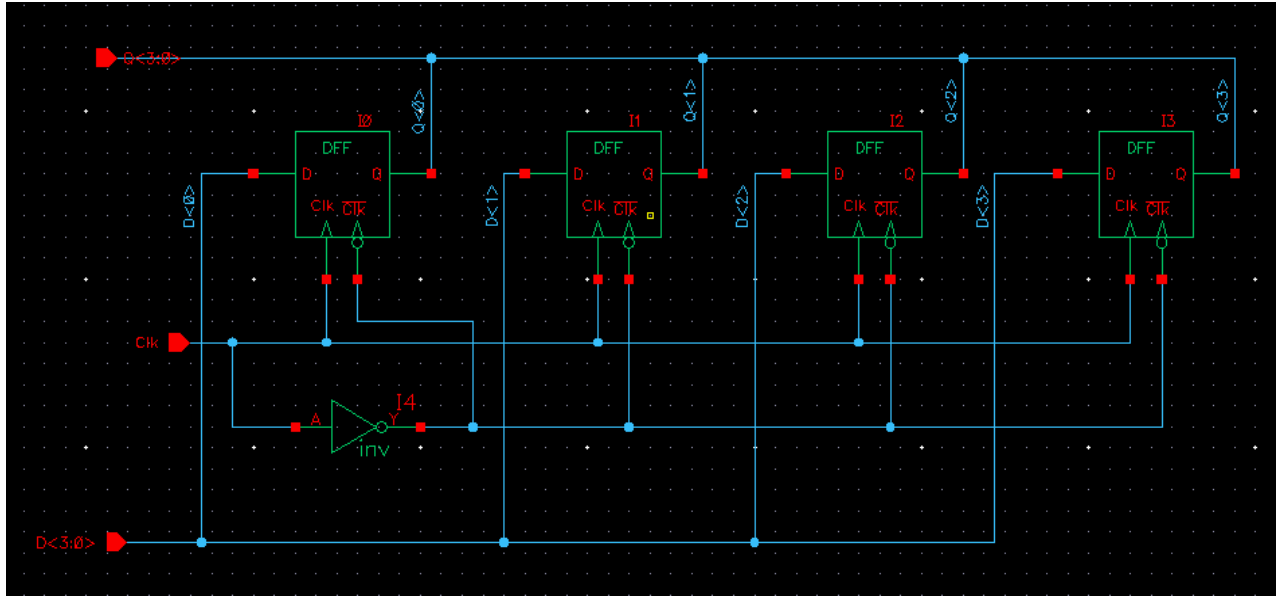 Q<3:0>
Q<0>
Q<1>
Q<2>
Q<3>
I0
I1
I2
I3
DFF
DFF
DFF
DFF
D Q
D Q
D Q
D Q
D<0>
D<1>
D<2>
D<3>
Clk Clk
Clk Clk
Clk Clk
Clk Clk
Clk
I4
A Y
inv
D<3:0>